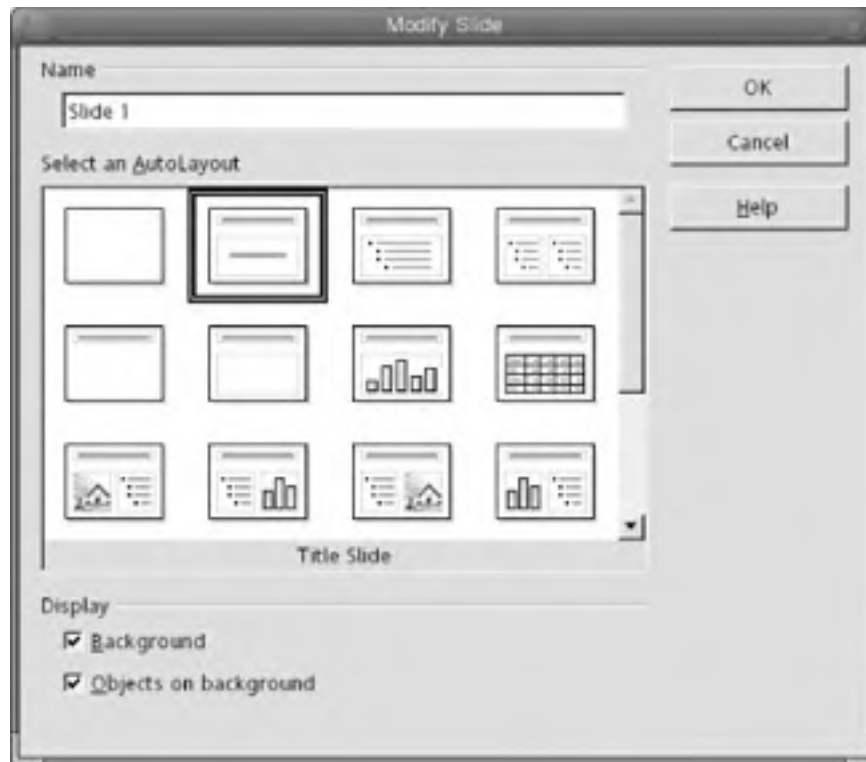 Modify Slide
Name
Slide 1
Select an AutoLayout
Title Slide
Display
Background
Objects on background
OK
Cancel
Help